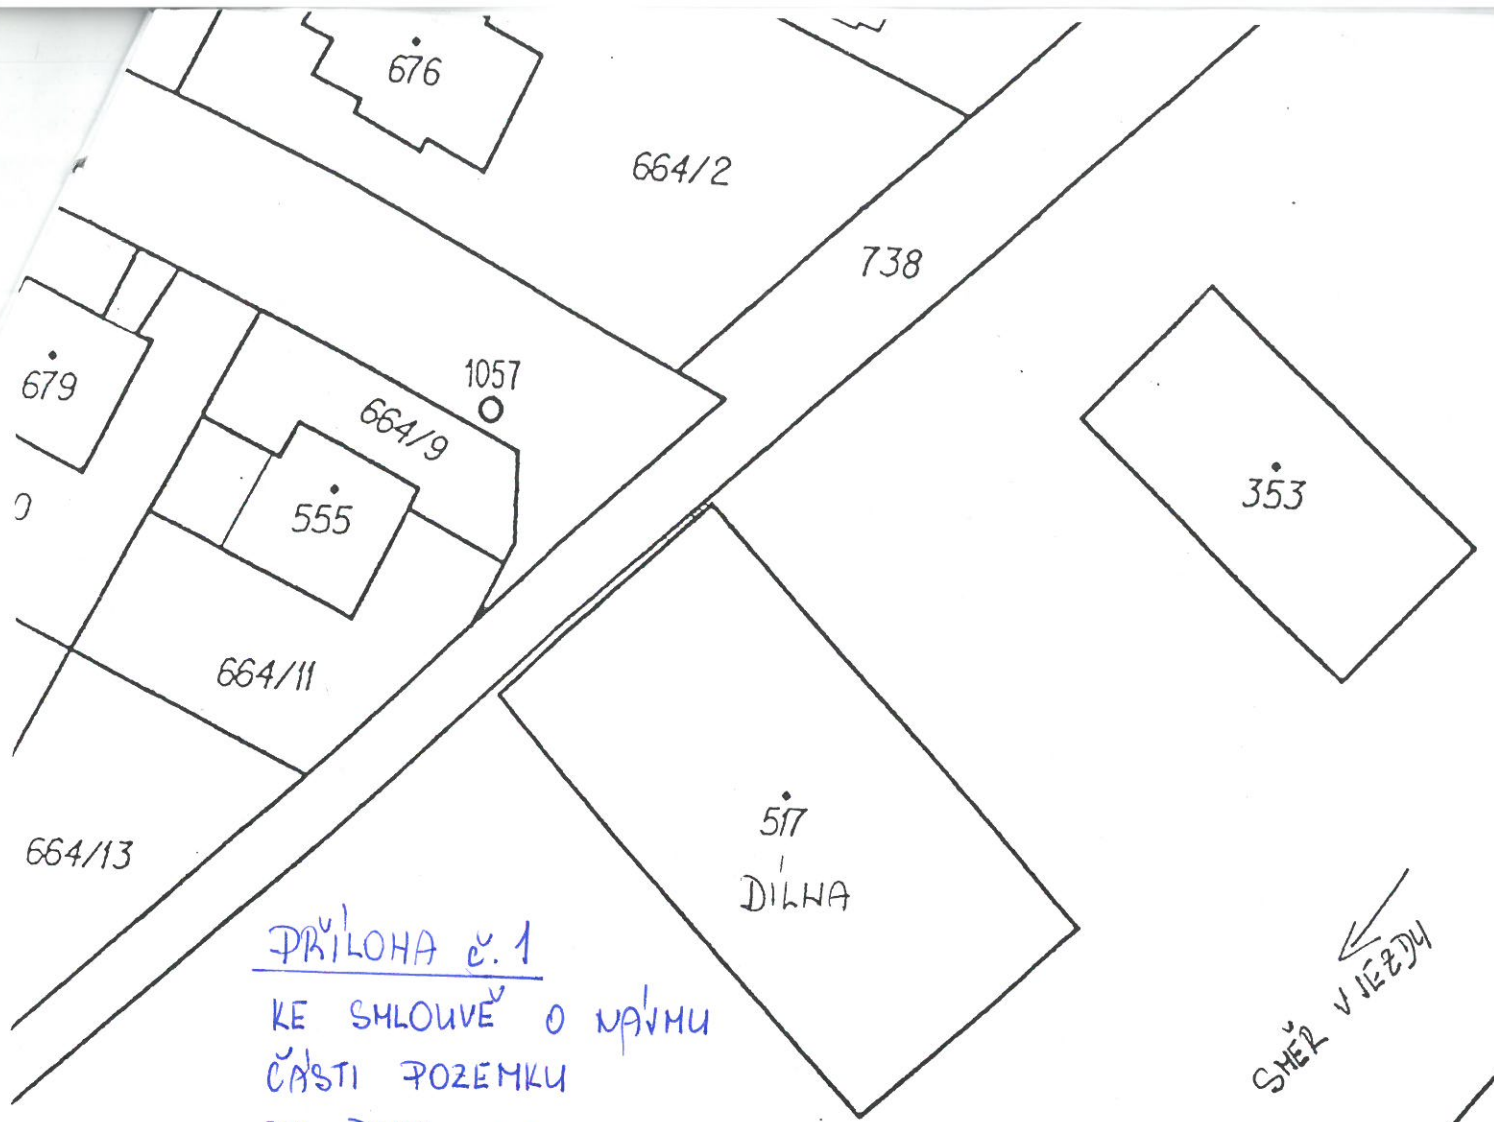 676
664/2
738
679
1057
664/9
353
555
664/11
517
DÍLNA
664/13
PŘÍLOHA č.1
KE SMLOUVĚ O NÁJMU
ČÁSTI POZEMKU
SMĚR VJEZDU